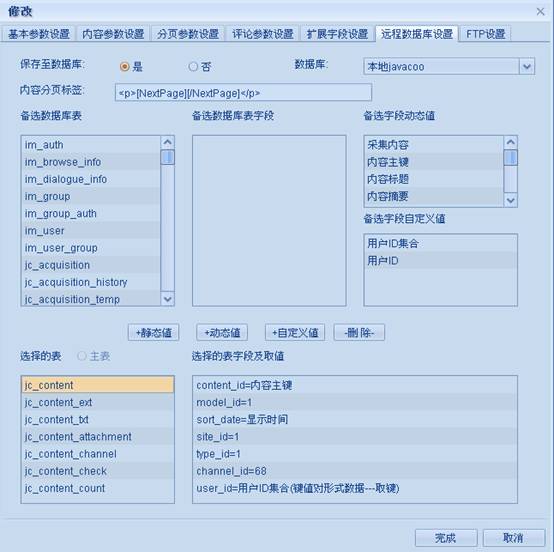 修改
基本参数设置 内容参数设置 分页参数设置 评论参数设置 扩展字段设置 远程数据库设置 FTP设置
保存至数据库: 是 否 数据库: 本地javacoo
内容分页标签: <p>[NextPage][/NextPage]</p>
备选数据库表 备选数据库表字段 备选字段动态值
im_auth
im_browse_info
im_dialogue_info
im_group
im_group_auth
im_user
im_user_group
jc_acquisition
jc_acquisition_history
jc_acquisition_temp
采集内容
内容主键
内容标题
内容摘要
备选字段自定义值
用户ID集合
用户ID
+静态值 +动态值 +自定义值 -删 除-
选择的表 主表 选择的表字段及取值
jc_content
jc_content_ext
jc_content_txt
jc_content_attachment
jc_content_channel
jc_content_check
jc_content_count
content_id=内容主键
model_id=1
sort_date=显示时间
site_id=1
type_id=1
channel_id=68
user_id=用户ID集合(键值对形式数据---取键)
完成 取消